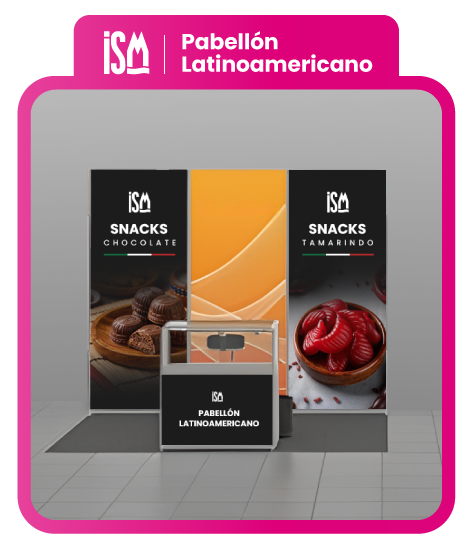 ISM
Pabellón
Latinoamericano
ISM
SNACKS
CHOCOLATE
ISM
SNACKS
TAMARINDO
ISM
PABELLÓN
LATINOAMERICANO